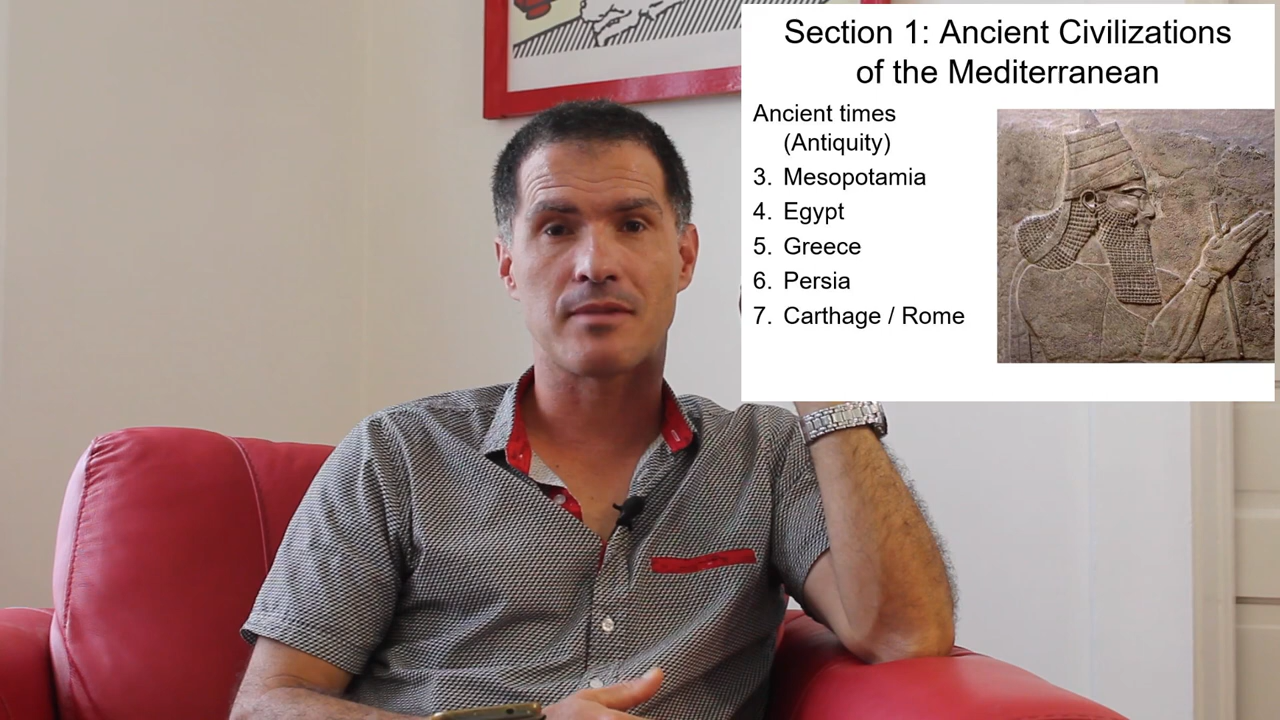 Section 1: Ancient Civilizations
of the Mediterranean
Ancient times
(Antiquity)
3. Mesopotamia
4. Egypt
5. Greece
6. Persia
7. Carthage / Rome